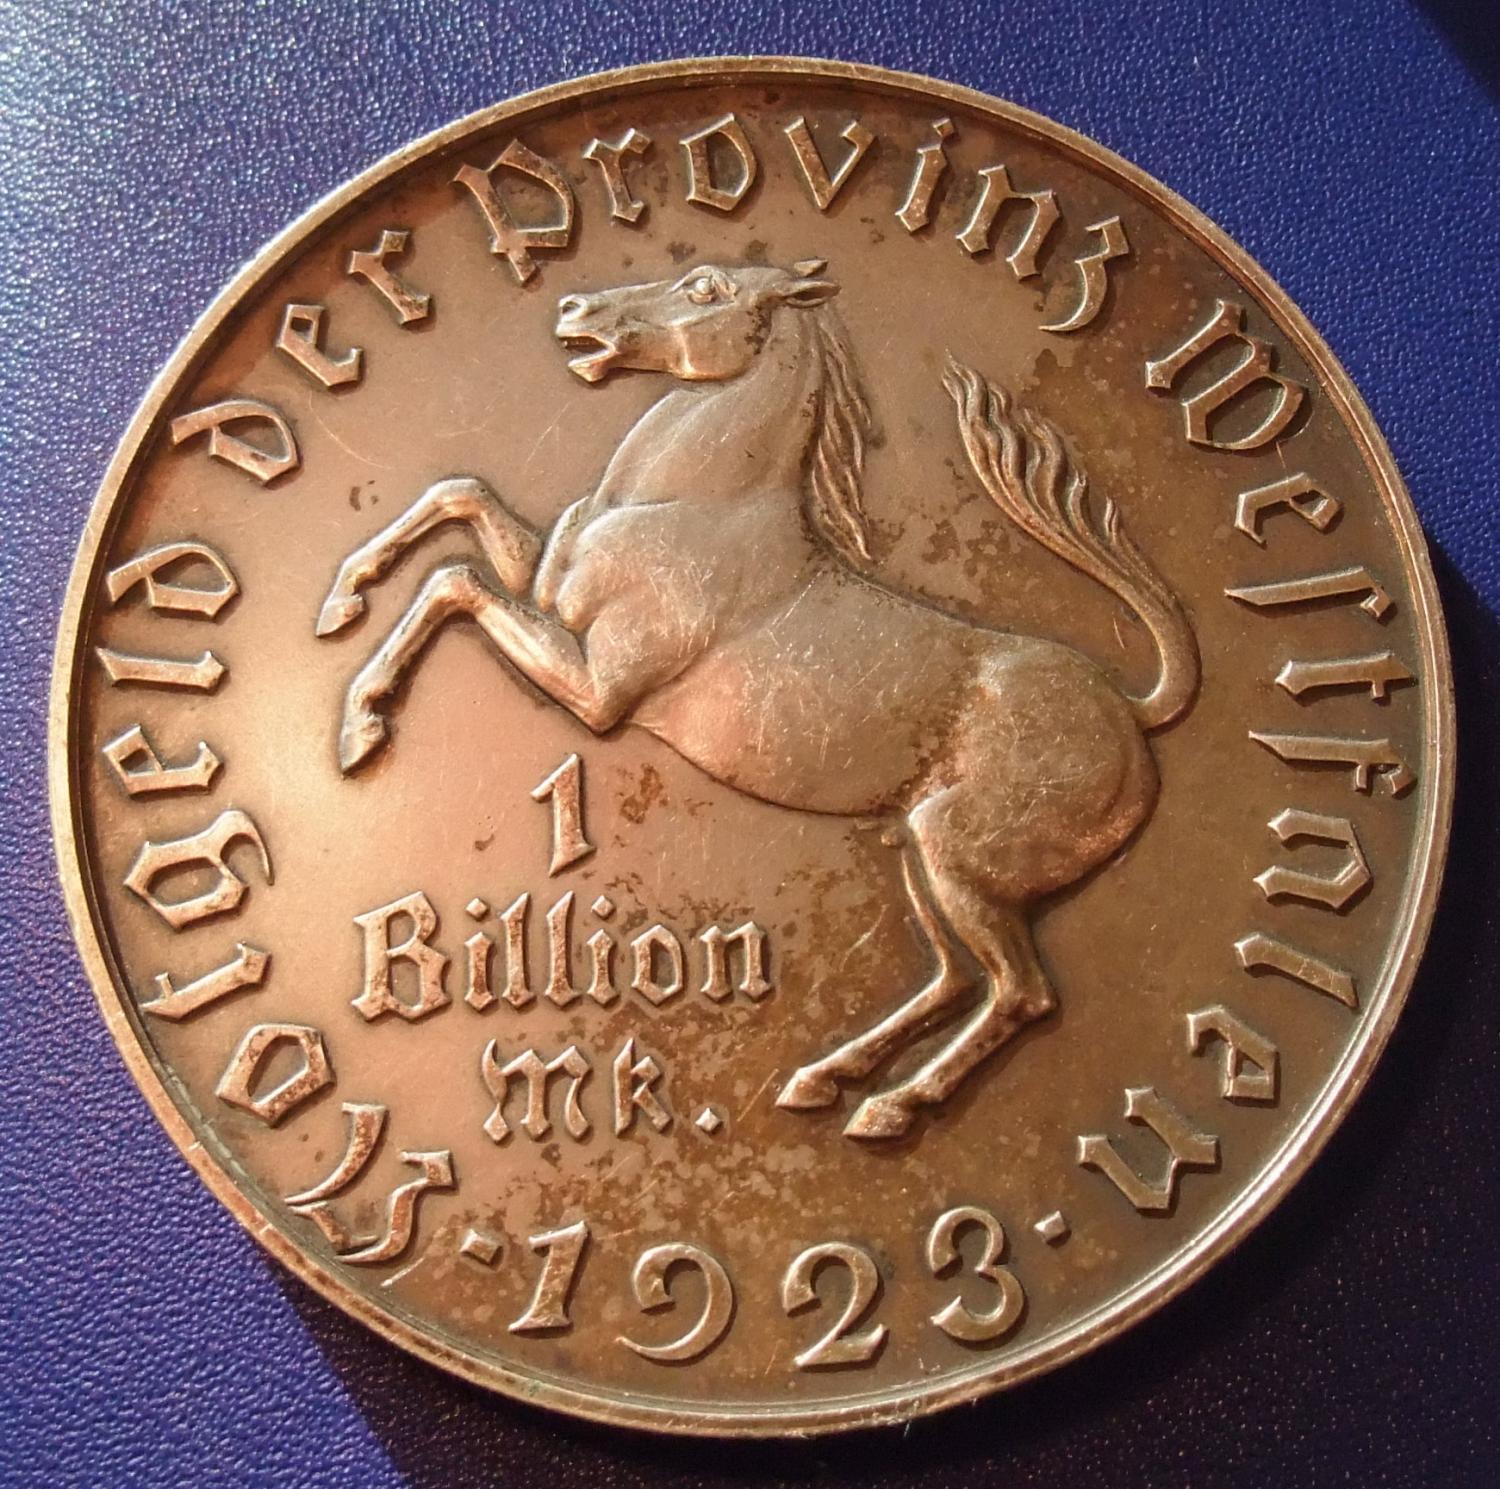 Notgeld der Provinz Westfalen
1
Billion
Mk.
· 1923 ·